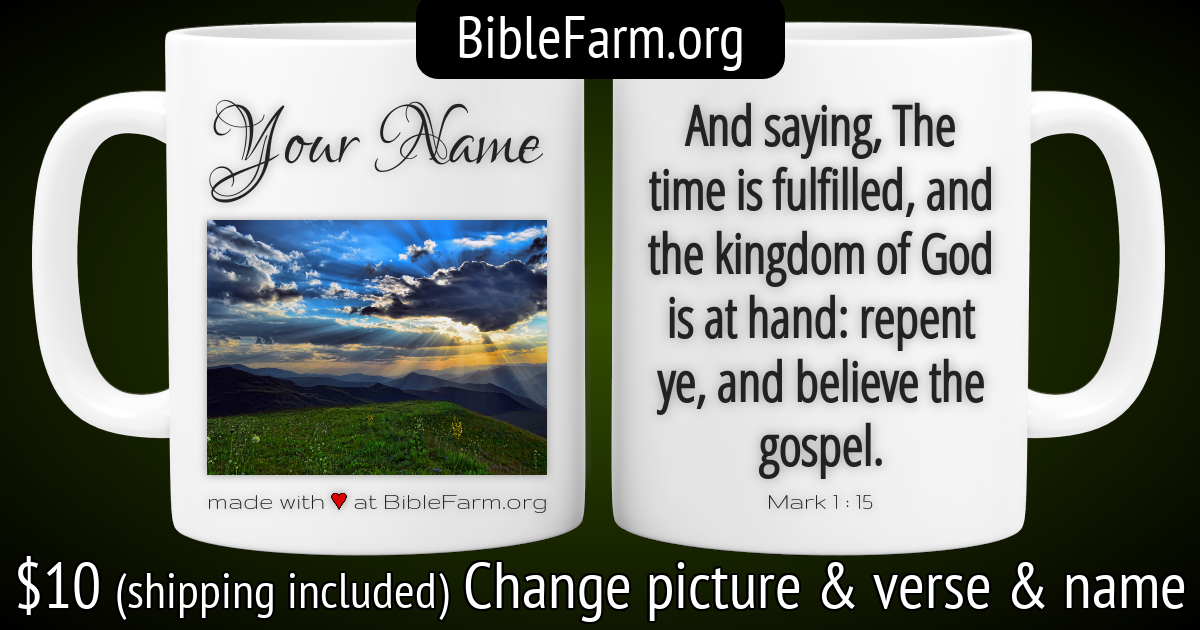 BibleFarm.org
Your Name
made with ♥ at BibleFarm.org
And saying, The
time is fulfilled, and
the kingdom of God
is at hand: repent
ye, and believe the
gospel.
Mark 1 : 15
$10 (shipping included) Change picture & verse & name